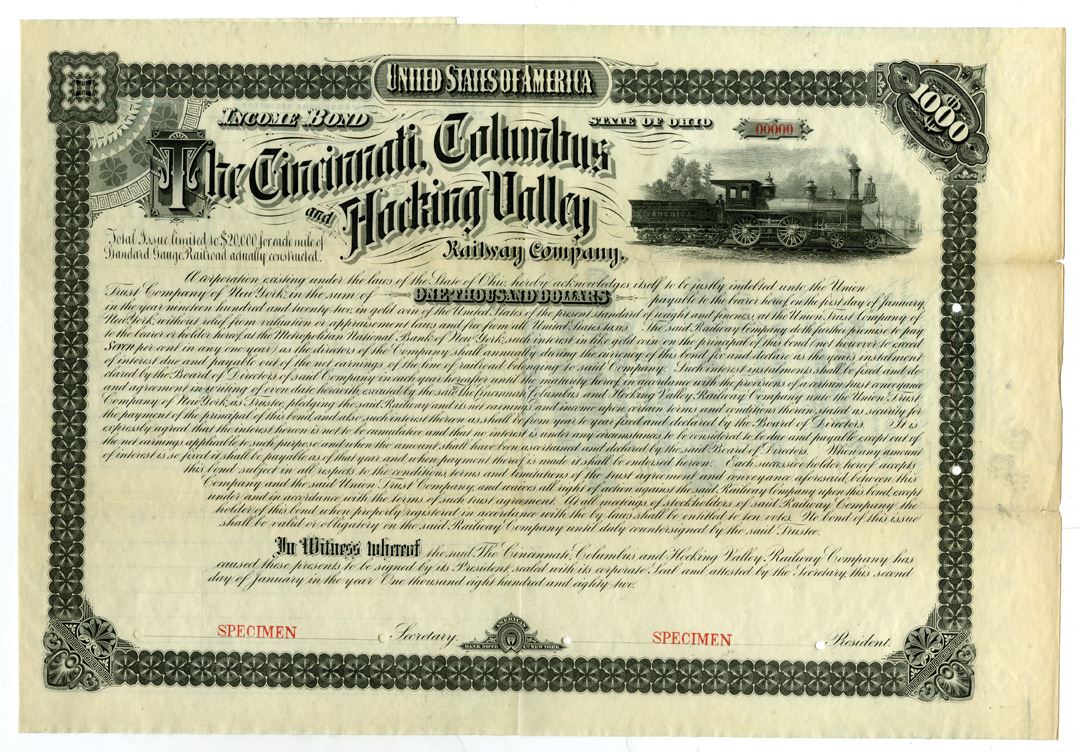 UNITED STATES OF AMERICA
INCOME BOND
STATE OF OHIO
00000
1000
The Cincinnati, Columbus
and Hocking Valley
Railway Company,
AMERICA
Total Issue limited to $20,000 for each mile of
Standard Gauge Railroad actually constructed.
A corporation existing under the laws of the State of Ohio, hereby acknowledges itself to be justly indebted unto the Union
Trust Company of New York, in the sum of ONE THOUSAND DOLLARS payable to the bearer hereof, on the first day of January,
in the year nineteen hundred and twenty two, in gold coin of the United States of the present standard of weight and fineness, at the Union Trust Company of
New York, without relief from valuation or appraisement laws and free from all United States taxes. The said Railway Company doth further promise to pay
to the bearer or holder hereof, at the Metropolitan National Bank of New York, such interest in like gold coin on the principal of this bond (not however to exceed
seven per cent in any one year) as the directors of the Company shall annually during the currency of this bond fix and declare as the year's instalment
of interest due and payable out of the net earnings of the line of railroad belonging to said Company. Such interest instalments shall be fixed and de-
clared by the Board of Directors of said Company in each year hereafter until the maturity hereof, in accordance with the provisions of a certain trust conveyance
and agreement in writing of even date herewith, executed by the said the Cincinnati, Columbus and Hocking Valley Railway Company unto the Union Trust
Company of New York, as Trustee, pledging the said Railway and its net earnings and income upon certain terms and conditions therein stated as security for
the payment of the principal of this bond, and also such interest thereon as shall be from year to year fixed and declared by the Board of Directors. It is
expressly agreed that the interest hereon is not to be cumulative and that no interest is under any circumstances to be considered to be due and payable except out of
the net earnings applicable to such purpose and when the amount shall have been ascertained and declared by the said Board of Directors. When any amount
of interest is so fixed it shall be payable as of that year and when payment thereof is made it shall be endorsed hereon. Each successive holder hereof accepts
this bond subject in all respects to the conditions, terms and limitations of the trust agreement and conveyance aforesaid, between this
Company and the said Union Trust Company, and waives all right of action against the said Railway Company upon this bond, except
under and in accordance with the terms of such trust agreement. At all meetings of stockholders of said Railway Company the
holder of this bond when properly registered in accordance with the by laws shall be entitled to ten votes. No bond of this issue
shall be valid or obligatory on the said Railway Company until duly countersigned by the said Trustee.
In Witness whereof the said The Cincinnati, Columbus and Hocking Valley Railway Company has
caused these presents to be signed by its President, sealed with its corporate Seal and attested by the Secretary, this second
day of January in the year One thousand eight hundred and eighty two.
SPECIMEN Secretary.
AMERICAN
BANK NOTE CO. NEW YORK
SPECIMEN President.